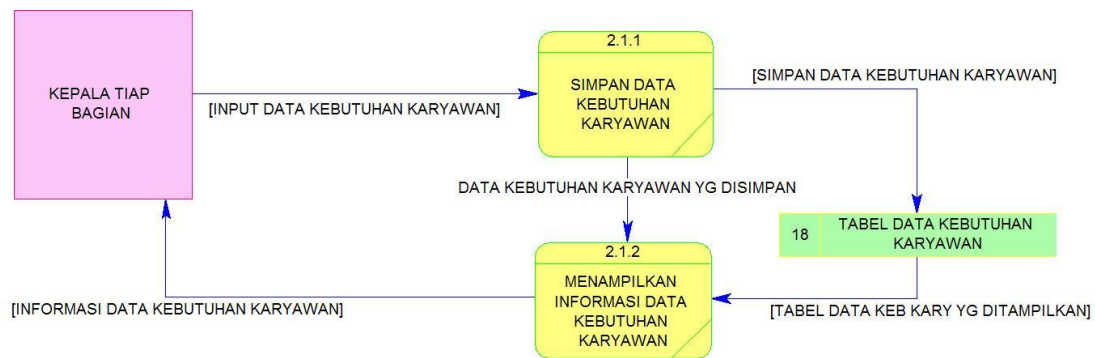 KEPALA TIAP
BAGIAN
[INPUT DATA KEBUTUHAN KARYAWAN]
2.1.1
SIMPAN DATA
KEBUTUHAN
KARYAWAN
[SIMPAN DATA KEBUTUHAN KARYAWAN]
DATA KEBUTUHAN KARYAWAN YG DISIMPAN
18
TABEL DATA KEBUTUHAN
KARYAWAN
2.1.2
MENAMPILKAN
INFORMASI DATA
KEBUTUHAN
KARYAWAN
[INFORMASI DATA KEBUTUHAN KARYAWAN]
[TABEL DATA KEB KARY YG DITAMPILKAN]